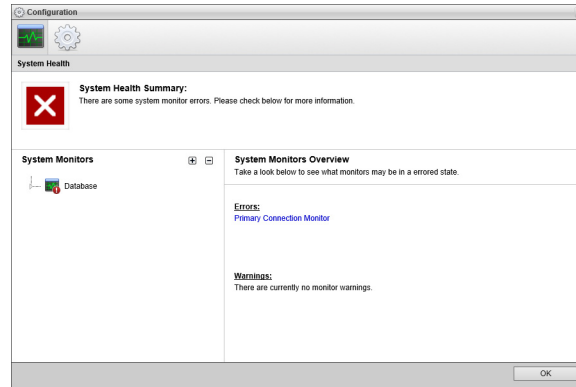 Configuration
System Health
System Health Summary:
There are some system monitor errors. Please check below for more information.
System Monitors
Database
System Monitors Overview
Take a look below to see what monitors may be in a errored state.
Errors:
Primary Connection Monitor
Warnings:
There are currently no monitor warnings.
OK